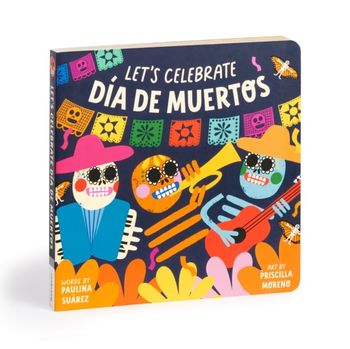 LET'S CELEBRATE
DÍA DE MUERTOS
WORDS BY
PAULINA
SUÁREZ
ART BY
PRISCILLA
MORENO
LET'S CELEBRATE DÍA DE MUERTOS